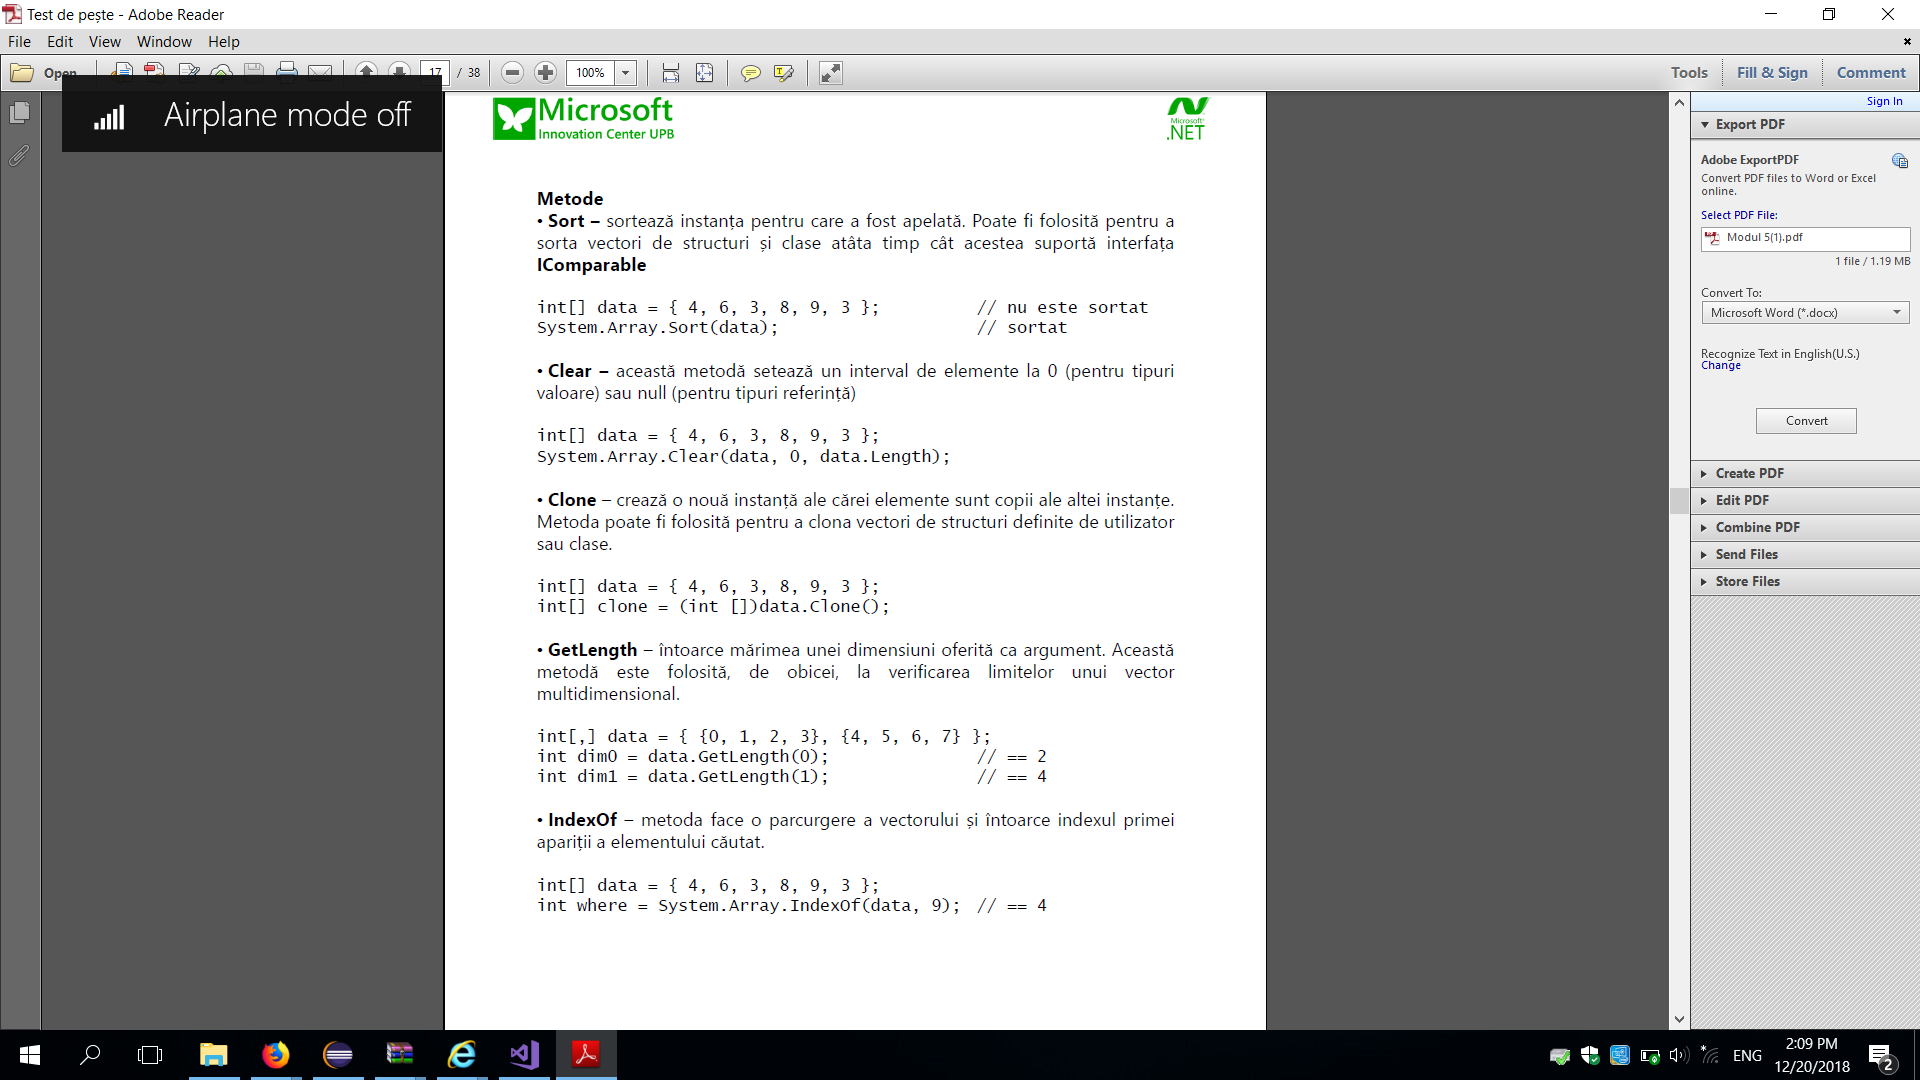 Test de pește - Adobe Reader
File Edit View Window Help
Open 17 / 38 100% Tools Fill & Sign Comment
Airplane mode off
Microsoft
Innovation Center UPB
Microsoft
.NET
Metode
• Sort – sortează instanța pentru care a fost apelată. Poate fi folosită pentru a
sorta vectori de structuri și clase atâta timp cât acestea suportă interfața
IComparable
int[] data = { 4, 6, 3, 8, 9, 3 }; // nu este sortat
System.Array.Sort(data); // sortat
• Clear – această metodă setează un interval de elemente la 0 (pentru tipuri
valoare) sau null (pentru tipuri referință)
int[] data = { 4, 6, 3, 8, 9, 3 };
System.Array.Clear(data, 0, data.Length);
• Clone – crează o nouă instanță ale cărei elemente sunt copii ale altei instanțe.
Metoda poate fi folosită pentru a clona vectori de structuri definite de utilizator
sau clase.
int[] data = { 4, 6, 3, 8, 9, 3 };
int[] clone = (int [])data.Clone();
• GetLength – întoarce mărimea unei dimensiuni oferită ca argument. Această
metodă este folosită, de obicei, la verificarea limitelor unui vector
multidimensional.
int[,] data = { {0, 1, 2, 3}, {4, 5, 6, 7} };
int dim0 = data.GetLength(0); // == 2
int dim1 = data.GetLength(1); // == 4
• IndexOf – metoda face o parcurgere a vectorului și întoarce indexul primei
apariții a elementului căutat.
int[] data = { 4, 6, 3, 8, 9, 3 };
int where = System.Array.IndexOf(data, 9); // == 4
Sign In
Export PDF
Adobe ExportPDF
Convert PDF files to Word or Excel
online.
Select PDF File:
Modul 5(1).pdf
1 file / 1.19 MB
Convert To:
Microsoft Word (*.docx)
Recognize Text in English(U.S.)
Change
Convert
Create PDF
Edit PDF
Combine PDF
Send Files
Store Files
ENG
2:09 PM
12/20/2018
2